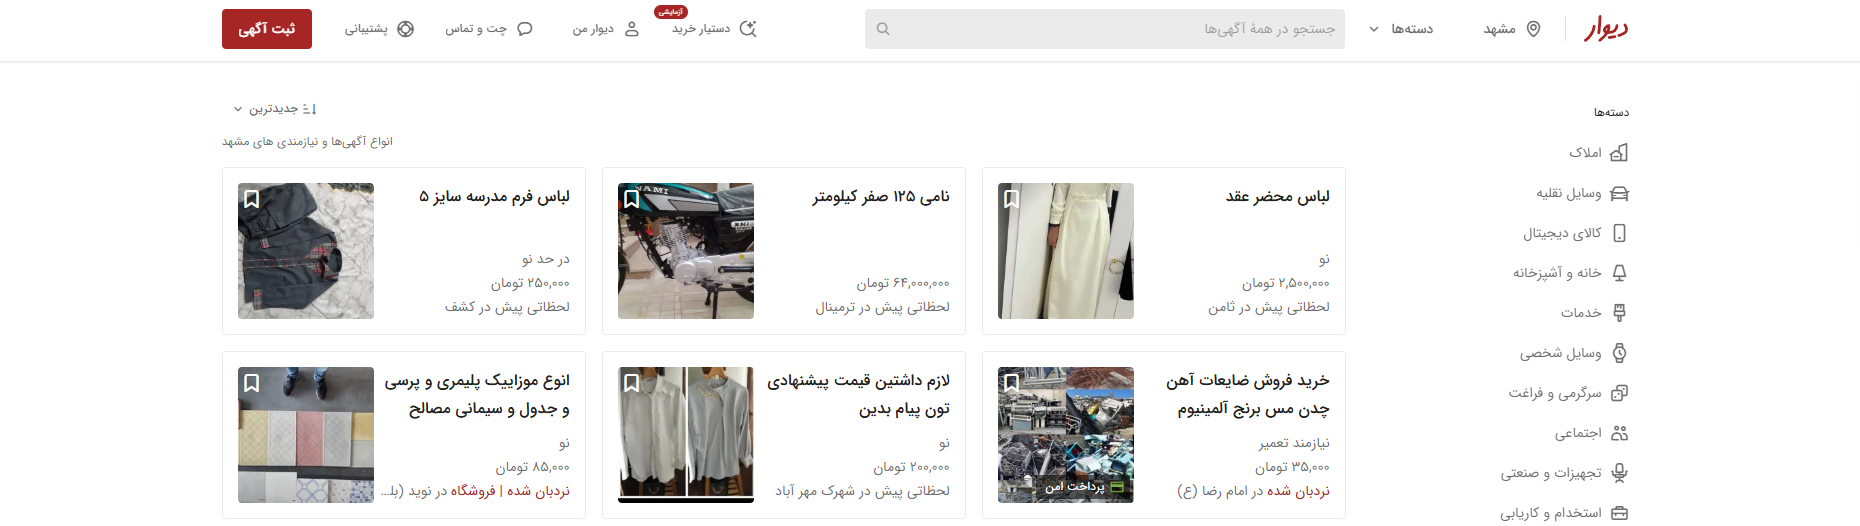 دیوار
مشهد
دسته‌ها
جستجو در همهٔ آگهی‌ها
دستیار خرید
آزمایشی
دیوار من
چت و تماس
پشتیبانی
ثبت آگهی
دسته‌ها
املاک
وسایل نقلیه
کالای دیجیتال
خانه و آشپزخانه
خدمات
وسایل شخصی
سرگرمی و فراغت
اجتماعی
تجهیزات و صنعتی
استخدام و کاریابی
جدیدترین
انواع آگهی‌ها و نیازمندی های مشهد
لباس محضر عقد
نو
۲,۵۰۰,۰۰۰ تومان
لحظاتی پیش در ثامن
نامی ۱۲۵ صفر کیلومتر
۶۴,۰۰۰,۰۰۰ تومان
لحظاتی پیش در ترمینال
NAMI
لباس فرم مدرسه سایز ۵
در حد نو
۲۵۰,۰۰۰ تومان
لحظاتی پیش در کشف
خرید فروش ضایعات آهن
چدن مس برنج آلمینیوم
نیازمند تعمیر
۳۵,۰۰۰ تومان
نردبان شده در امام رضا (ع)
پرداخت امن
لازم داشتین قیمت پیشنهادی
تون پیام بدین
نو
۲۰۰,۰۰۰ تومان
لحظاتی پیش در شهرک مهر آباد
انوع موزاییک پلیمری و پرسی
و جدول و سیمانی مصالح
نو
۸۵,۰۰۰ تومان
نردبان شده | فروشگاه در نوید (بلـ...